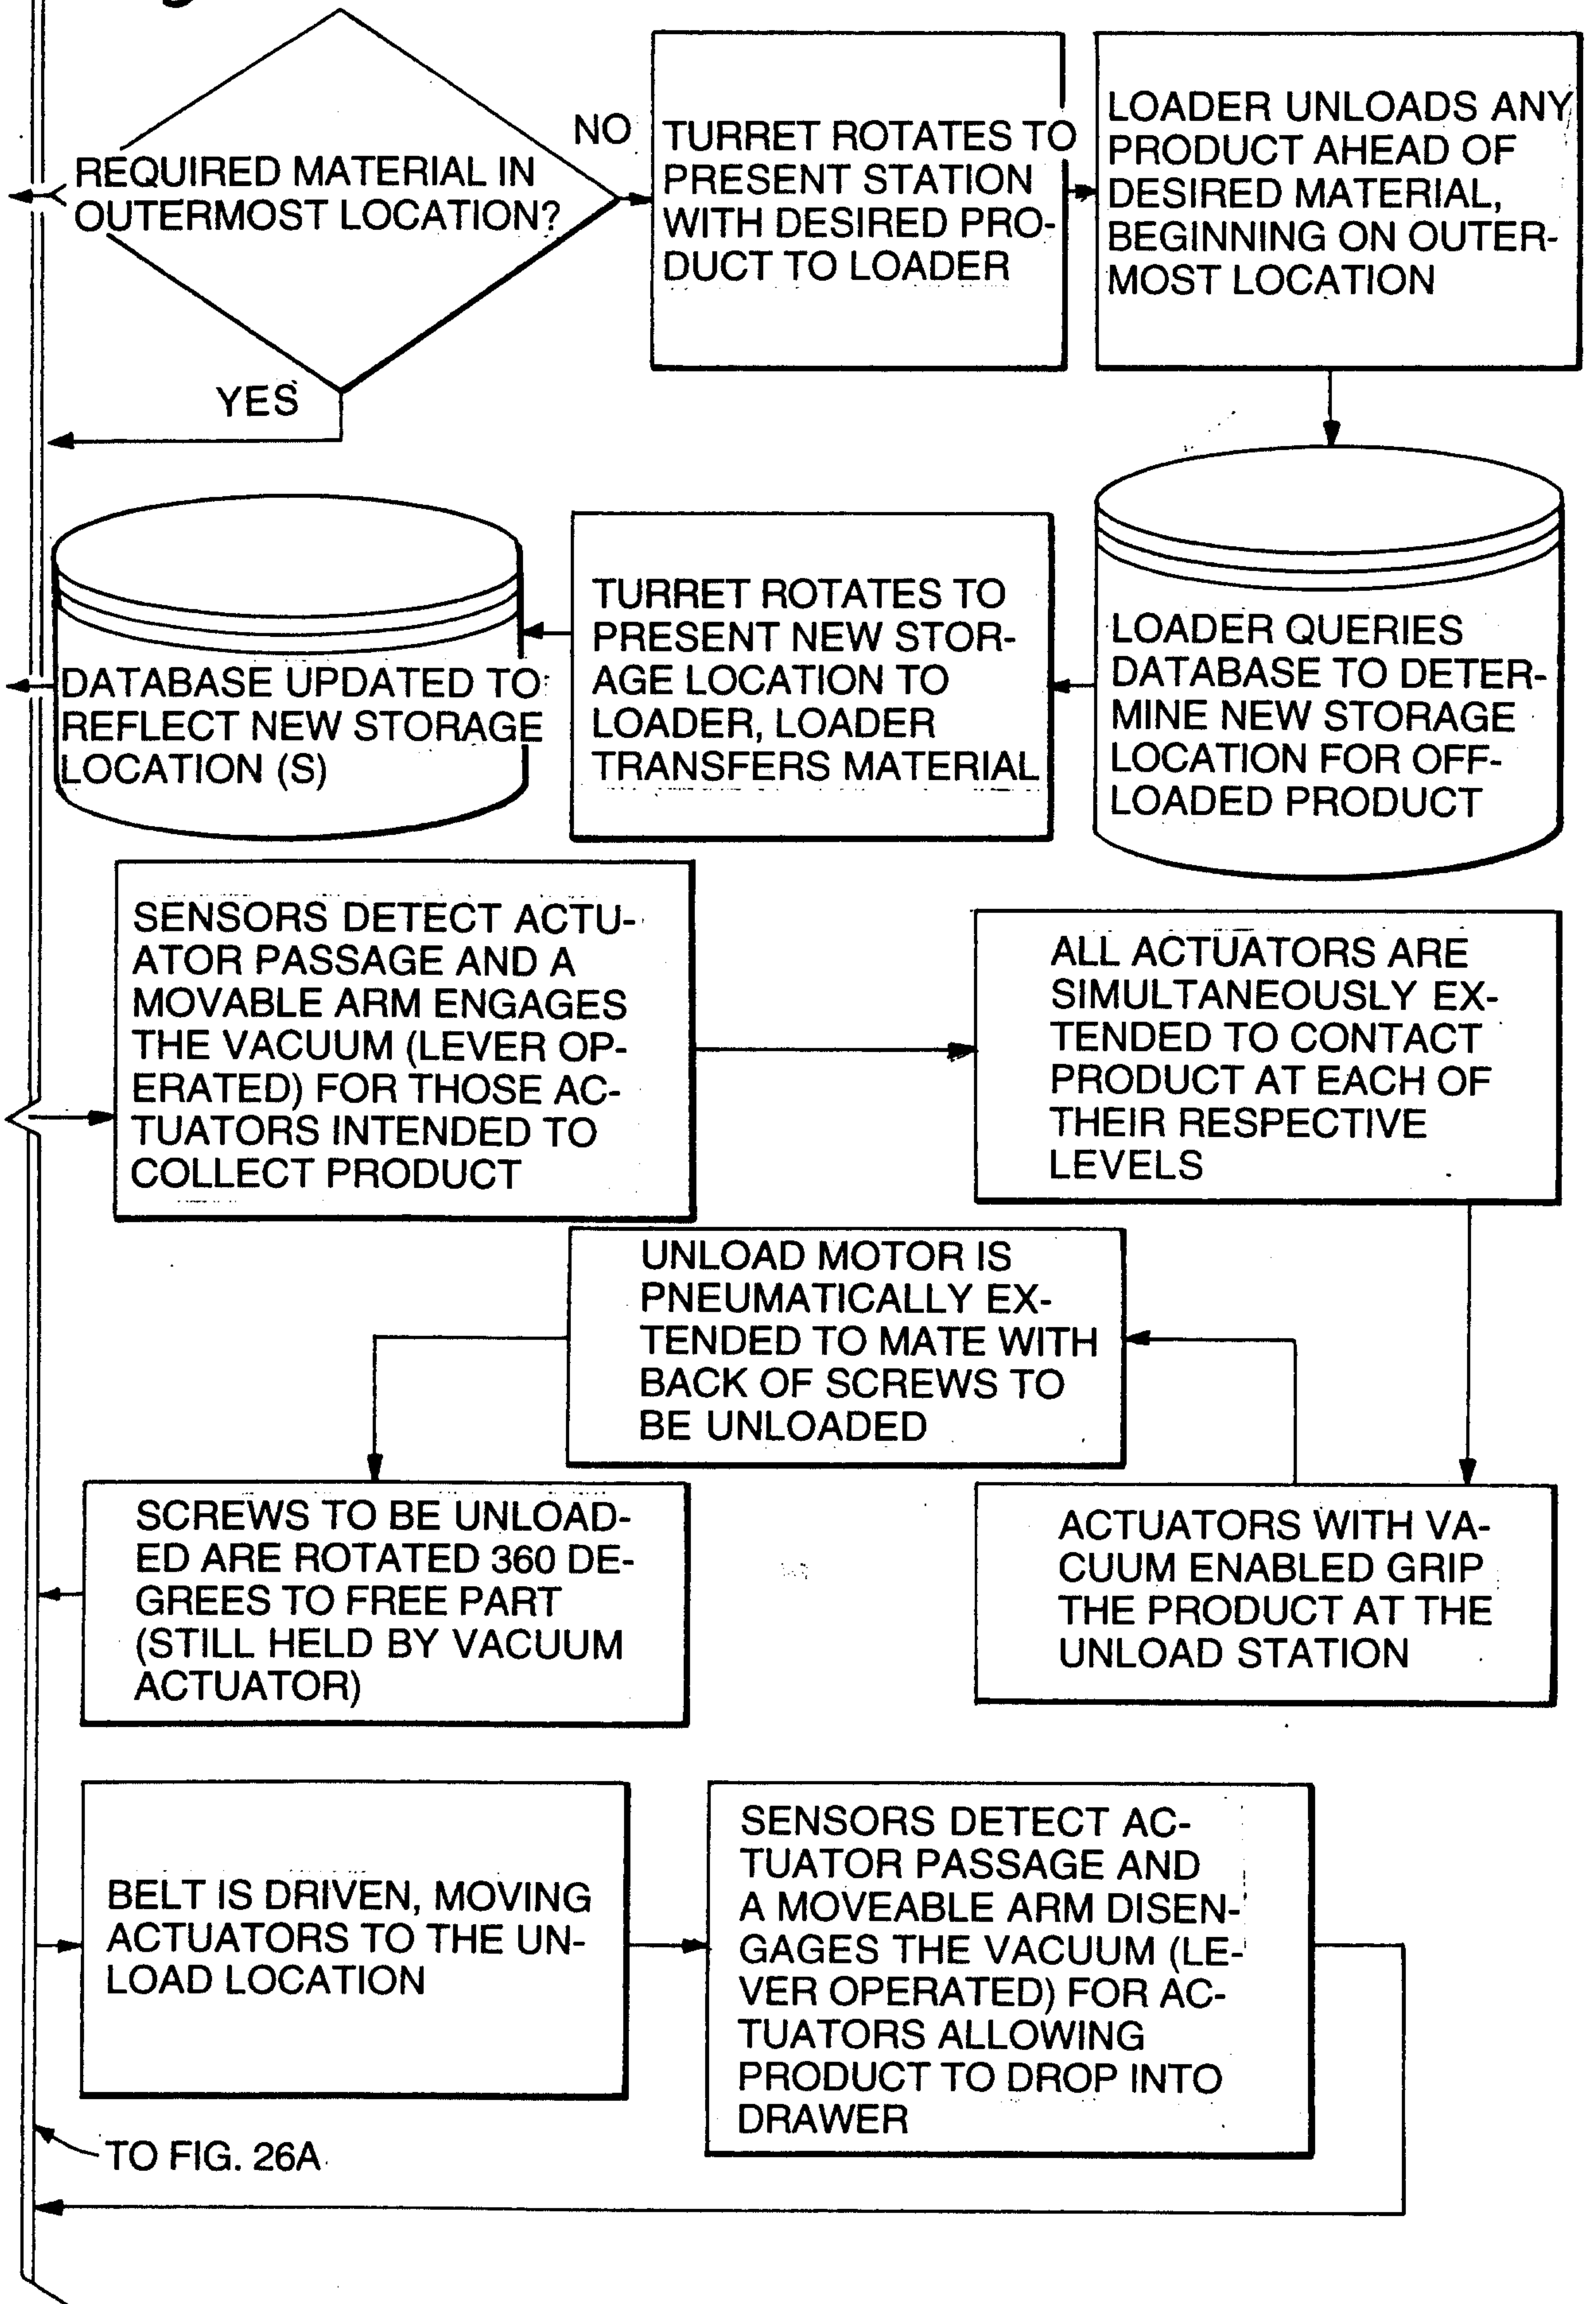 REQUIRED MATERIAL IN
OUTERMOST LOCATION?
NO
YES
TURRET ROTATES TO
PRESENT STATION
WITH DESIRED PRO-
DUCT TO LOADER
LOADER UNLOADS ANY
PRODUCT AHEAD OF
DESIRED MATERIAL,
BEGINNING ON OUTER-
MOST LOCATION
LOADER QUERIES
DATABASE TO DETER-
MINE NEW STORAGE
LOCATION FOR OFF-
LOADED PRODUCT
TURRET ROTATES TO
PRESENT NEW STOR-
AGE LOCATION TO
LOADER, LOADER
TRANSFERS MATERIAL
DATABASE UPDATED TO
REFLECT NEW STORAGE
LOCATION (S)
SENSORS DETECT ACTU-
ATOR PASSAGE AND A
MOVABLE ARM ENGAGES
THE VACUUM (LEVER OP-
ERATED) FOR THOSE AC-
TUATORS INTENDED TO
COLLECT PRODUCT
ALL ACTUATORS ARE
SIMULTANEOUSLY EX-
TENDED TO CONTACT
PRODUCT AT EACH OF
THEIR RESPECTIVE
LEVELS
ACTUATORS WITH VA-
CUUM ENABLED GRIP
THE PRODUCT AT THE
UNLOAD STATION
UNLOAD MOTOR IS
PNEUMATICALLY EX-
TENDED TO MATE WITH
BACK OF SCREWS TO
BE UNLOADED
SCREWS TO BE UNLOAD-
ED ARE ROTATED 360 DE-
GREES TO FREE PART
(STILL HELD BY VACUUM
ACTUATOR)
BELT IS DRIVEN, MOVING
ACTUATORS TO THE UN-
LOAD LOCATION
SENSORS DETECT AC-
TUATOR PASSAGE AND
A MOVEABLE ARM DISEN-
GAGES THE VACUUM (LE-
VER OPERATED) FOR AC-
TUATORS ALLOWING
PRODUCT TO DROP INTO
DRAWER
TO FIG. 26A